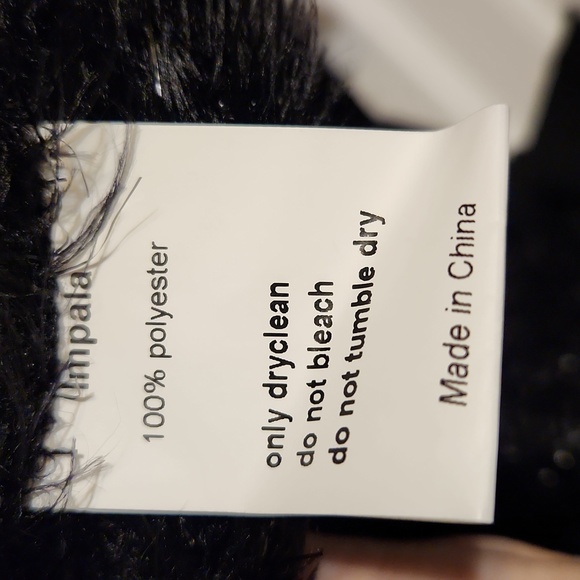 Impala
100% polyester
only dryclean
do not bleach
do not tumble dry
Made in China